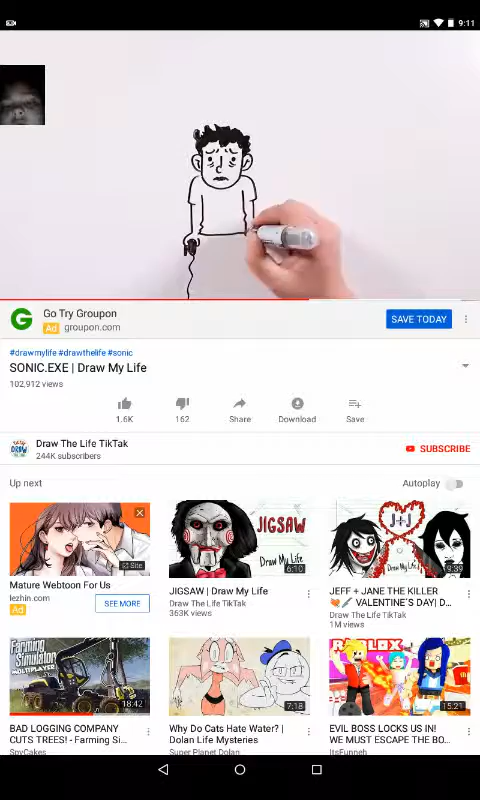 9:11
Go Try Groupon
Ad groupon.com
SAVE TODAY
#drawmylife #drawthelife #sonic
SONIC.EXE | Draw My Life
102,912 views
1.6K
162
Share
Download
Save
Draw The Life TikTak
244K subscribers
SUBSCRIBE
Up next
Autoplay
Site
Mature Webtoon For Us
lezhin.com
Ad
SEE MORE
JIGSAW
Draw My Life
6:10
JIGSAW | Draw My Life
Draw The Life TikTak
363K views
J+J
Draw My Life
9:39
JEFF + JANE THE KILLER
💘🔪 VALENTINE'S DAY| D...
Draw The Life TikTak
1M views
Farming
Simulator
MULTIPLAYER
18:42
BAD LOGGING COMPANY
CUTS TREES! - Farming Si...
SpyCakes
7:18
Why Do Cats Hate Water? |
Dolan Life Mysteries
Super Planet Dolan
ROBLOX
15:21
EVIL BOSS LOCKS US IN!
WE MUST ESCAPE THE BO...
ItsFunneh